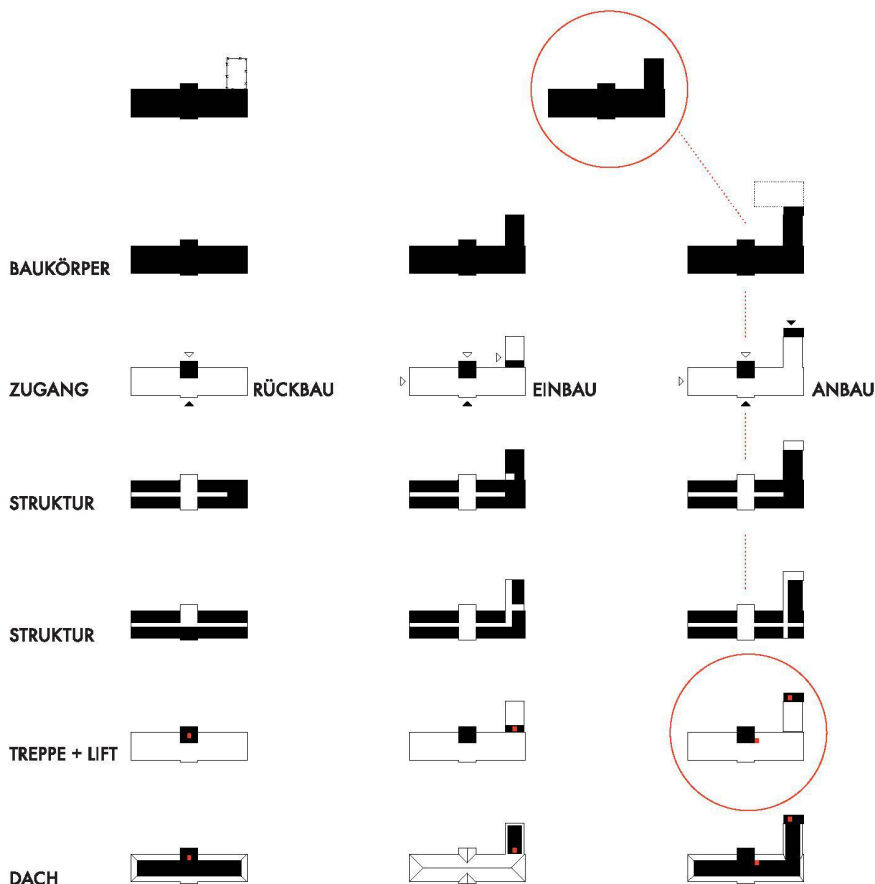 BAUKÖRPER
ZUGANG RÜCKBAU EINBAU ANBAU
STRUKTUR
STRUKTUR
TREPPE + LIFT
DACH